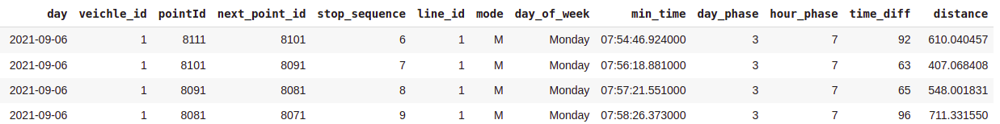 day veichle_id pointId next_point_id stop_sequence line_id mode day_of_week min_time day_phase hour_phase time_diff distance
2021-09-06 1 8111 8101 6 1 M Monday 07:54:46.924000 3 7 92 610.040457
2021-09-06 1 8101 8091 7 1 M Monday 07:56:18.881000 3 7 63 407.068408
2021-09-06 1 8091 8081 8 1 M Monday 07:57:21.551000 3 7 65 548.001831
2021-09-06 1 8081 8071 9 1 M Monday 07:58:26.373000 3 7 96 711.331550